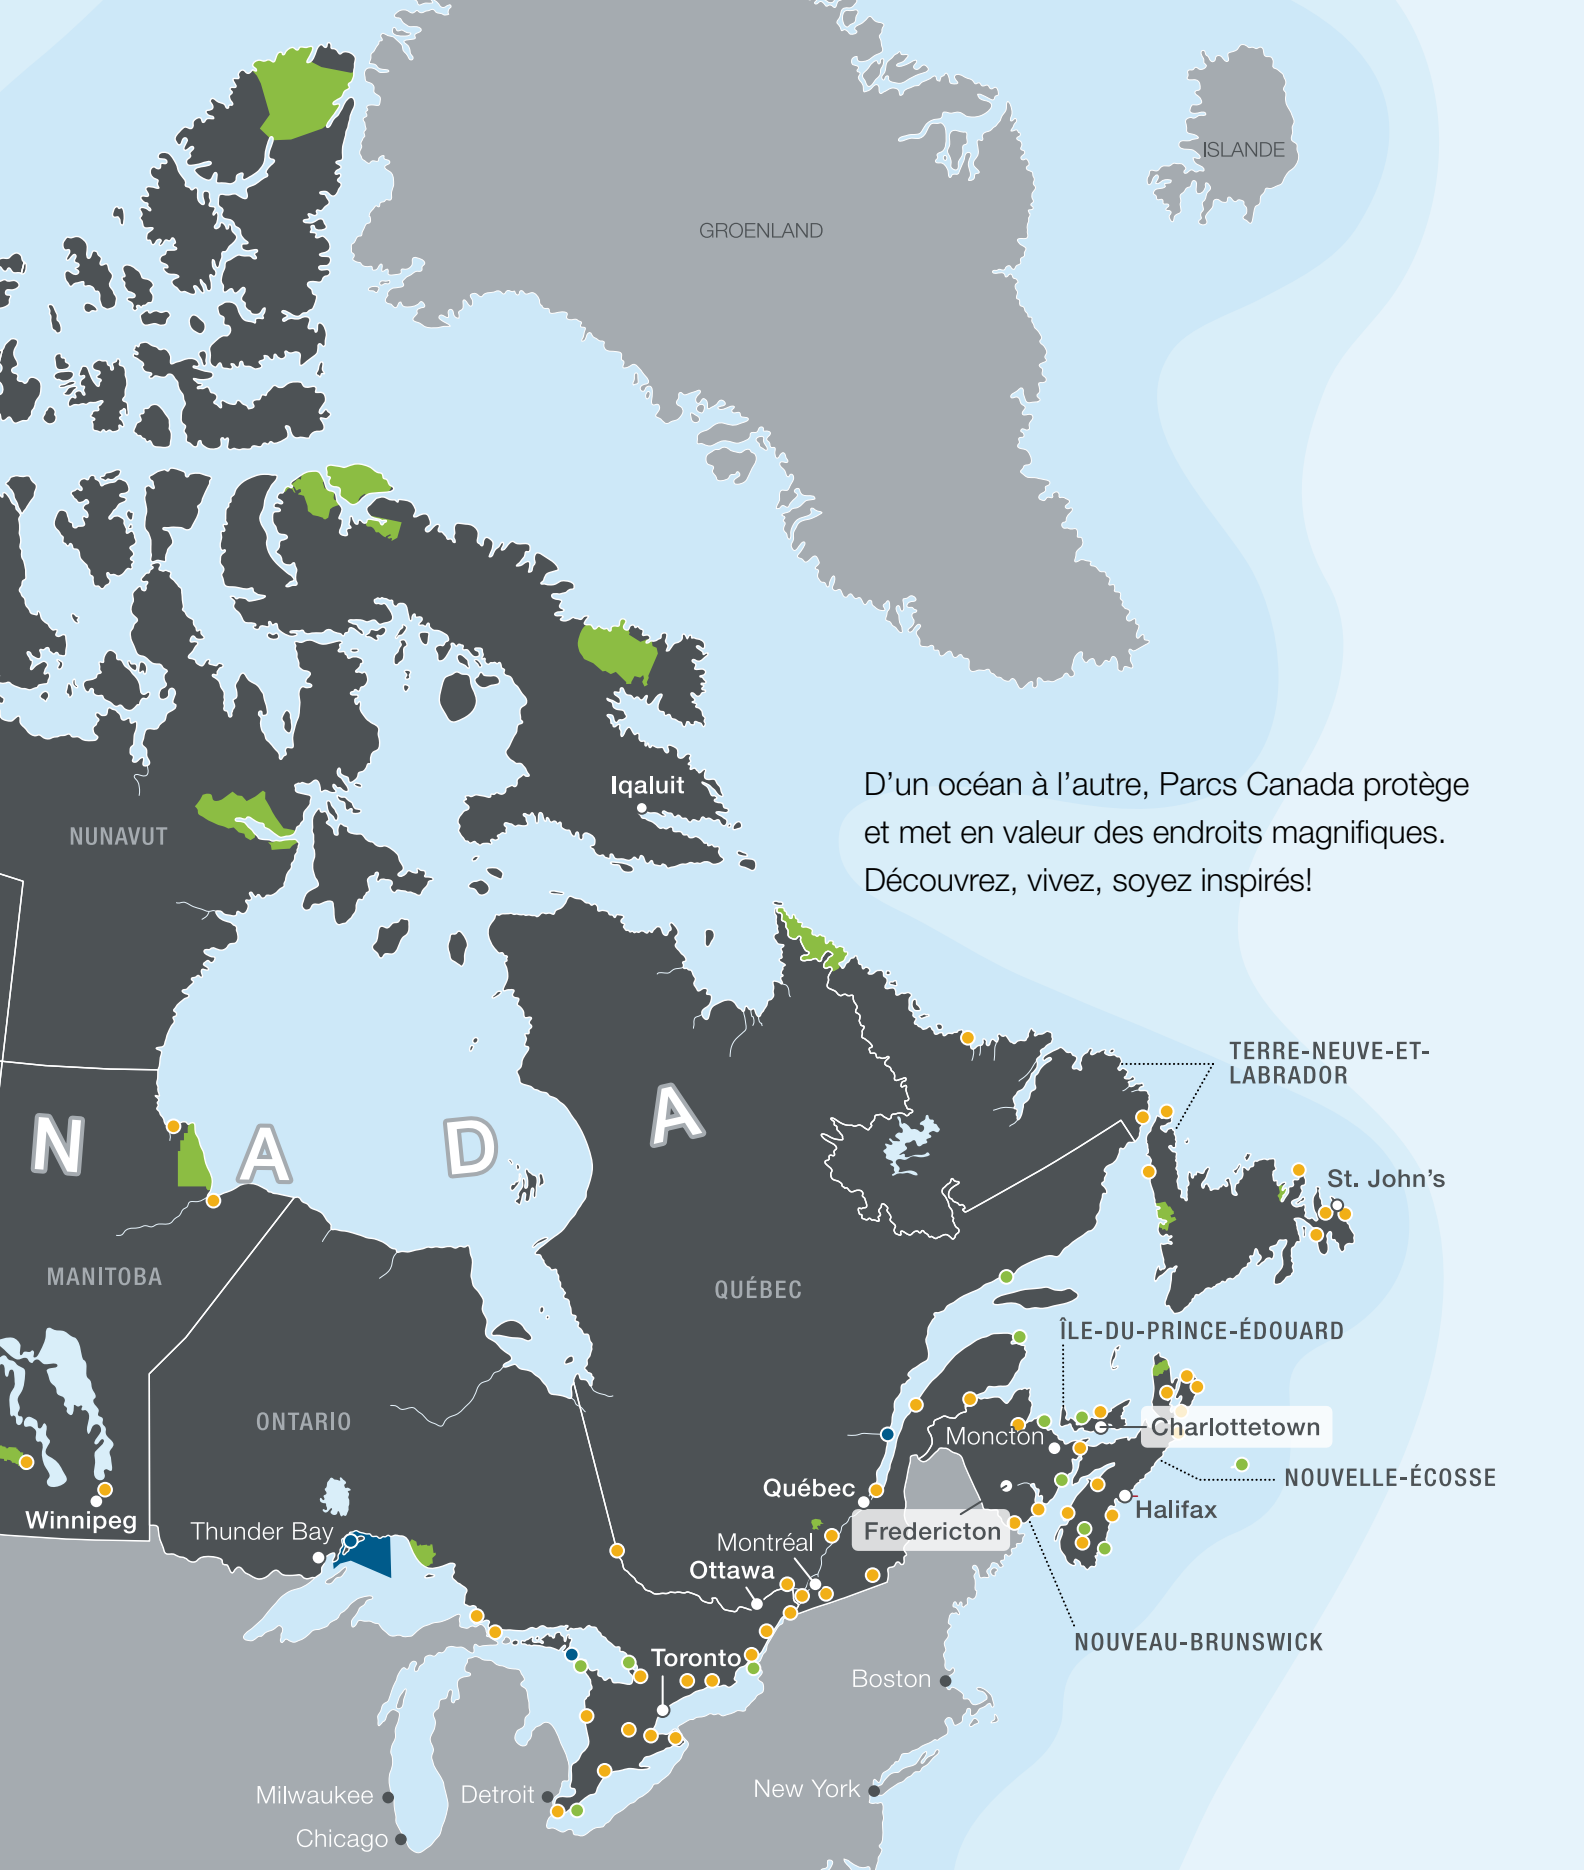 ISLANDE
GROENLAND
Iqaluit
D’un océan à l’autre, Parcs Canada protège
et met en valeur des endroits magnifiques.
Découvrez, vivez, soyez inspirés!
NUNAVUT
TERRE-NEUVE-ET-
LABRADOR
N A D A
St. John’s
MANITOBA
QUÉBEC
ÎLE-DU-PRINCE-ÉDOUARD
ONTARIO
Charlottetown
Moncton
NOUVELLE-ÉCOSSE
Québec
Halifax
Winnipeg
Thunder Bay
Fredericton
Montréal
Ottawa
NOUVEAU-BRUNSWICK
Toronto
Boston
Milwaukee
Detroit
New York
Chicago